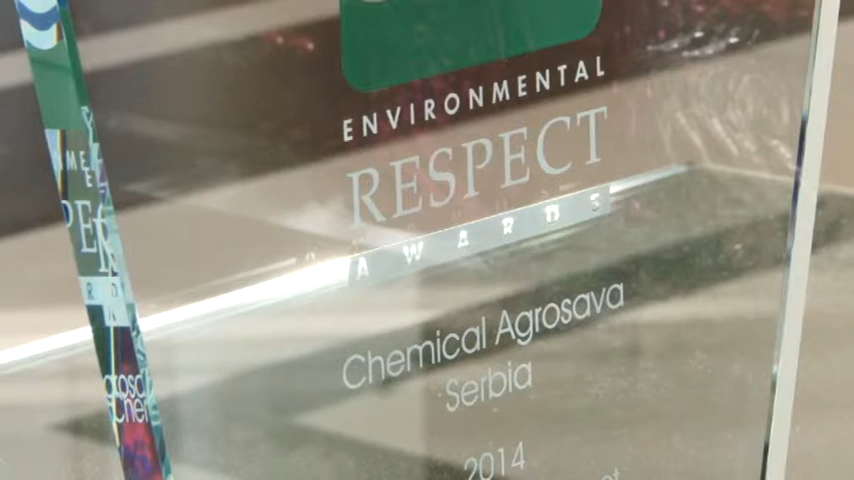 ENVIRONMENTAL
RESPECT
AWARDS
Chemical Agrosava
Serbia
2014